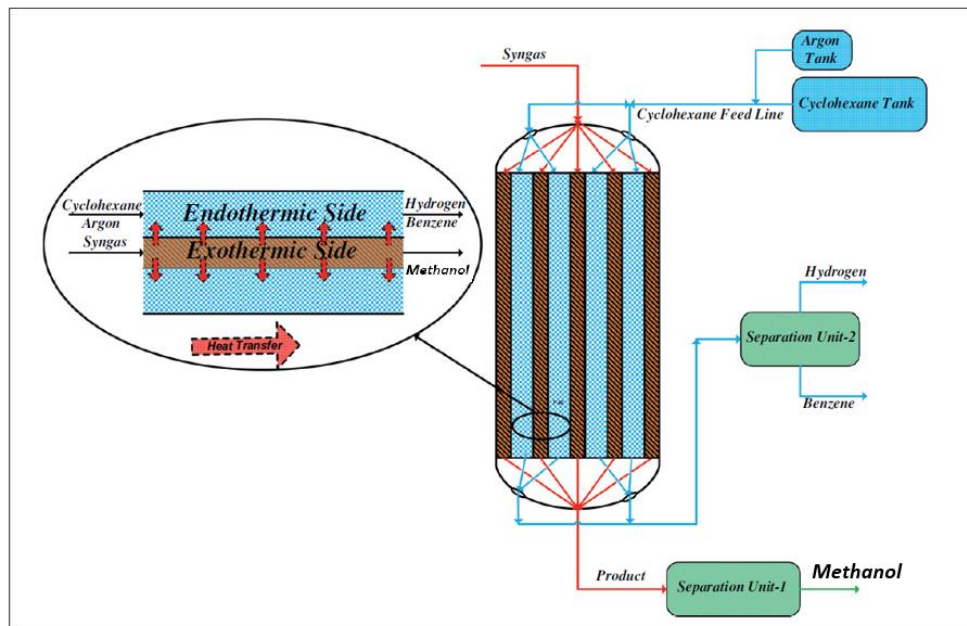 Syngas
Argon
Tank
Cyclohexane Tank
Cyclohexane Feed Line
Cyclohexane
Argon
Syngas
Endothermic Side
Exothermic Side
Hydrogen
Benzene
Methanol
Heat Transfer
Hydrogen
Separation Unit-2
Benzene
Product
Separation Unit-1
Methanol